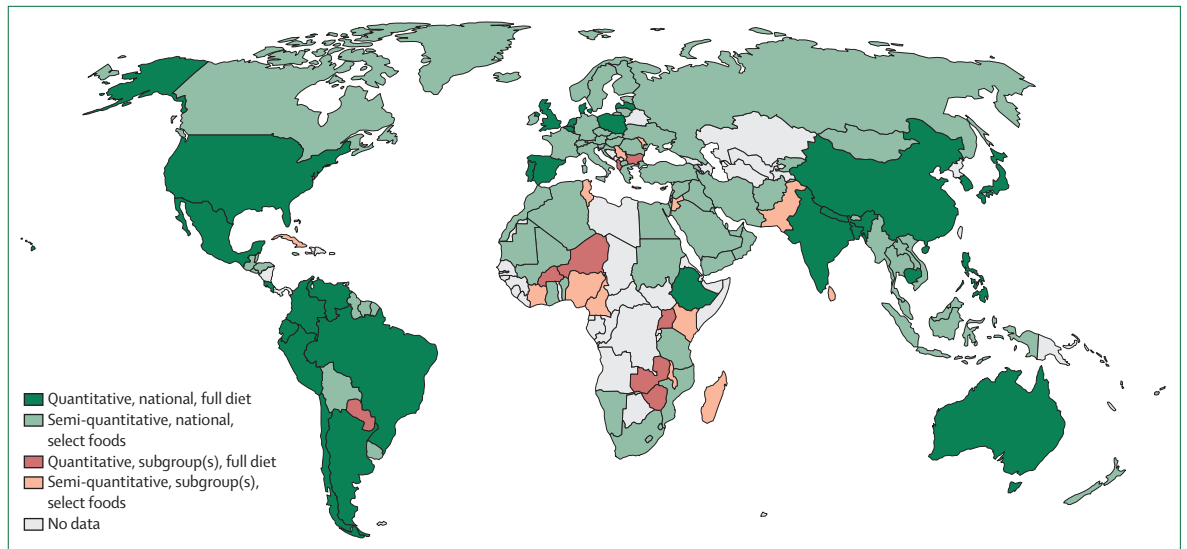 Quantitative, national, full diet
Semi-quantitative, national,
select foods
Quantitative, subgroup(s), full diet
Semi-quantitative, subgroup(s),
select foods
No data